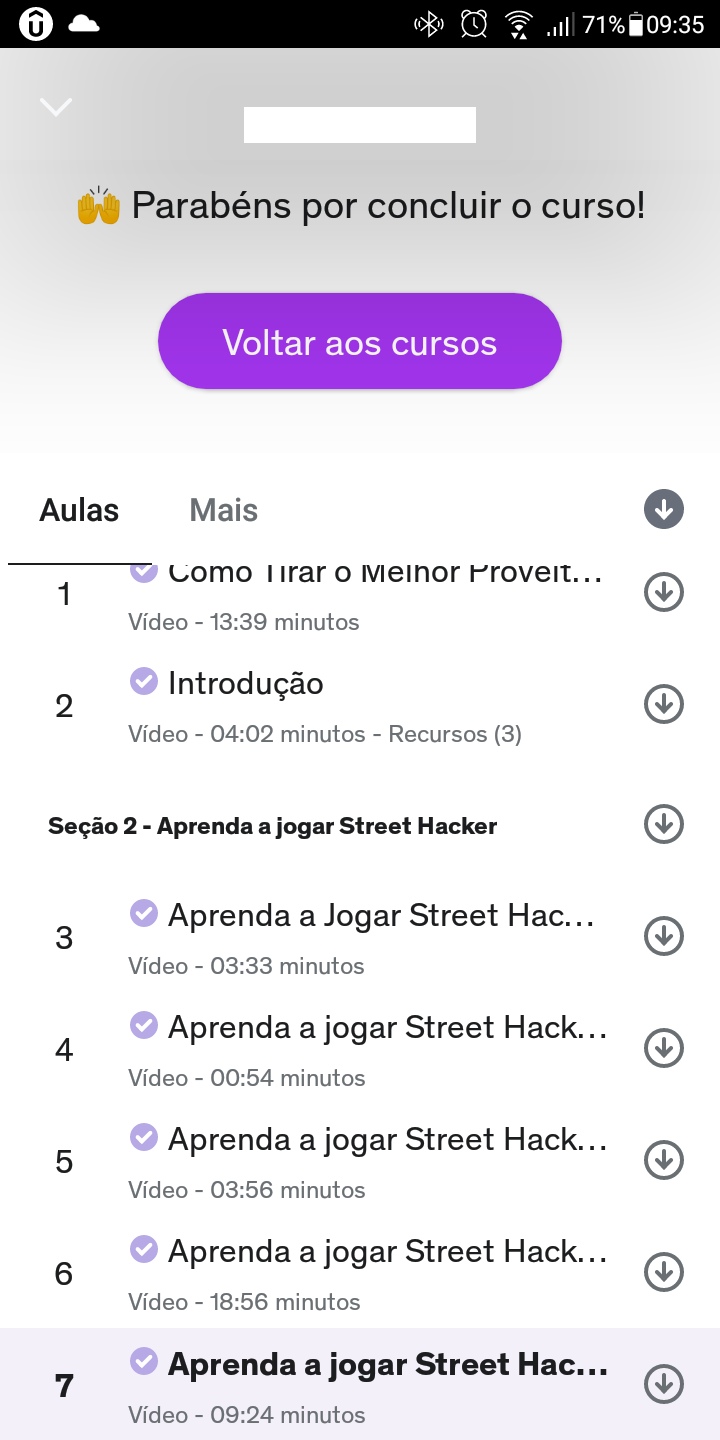 71% 09:35
🙌 Parabéns por concluir o curso!
Voltar aos cursos
Aulas Mais
1 Como Tirar o Melhor Proveit...
Vídeo - 13:39 minutos
2 Introdução
Vídeo - 04:02 minutos - Recursos (3)
Seção 2 - Aprenda a jogar Street Hacker
3 Aprenda a Jogar Street Hac...
Vídeo - 03:33 minutos
4 Aprenda a jogar Street Hack...
Vídeo - 00:54 minutos
5 Aprenda a jogar Street Hack...
Vídeo - 03:56 minutos
6 Aprenda a jogar Street Hack...
Vídeo - 18:56 minutos
7 Aprenda a jogar Street Hac...
Vídeo - 09:24 minutos